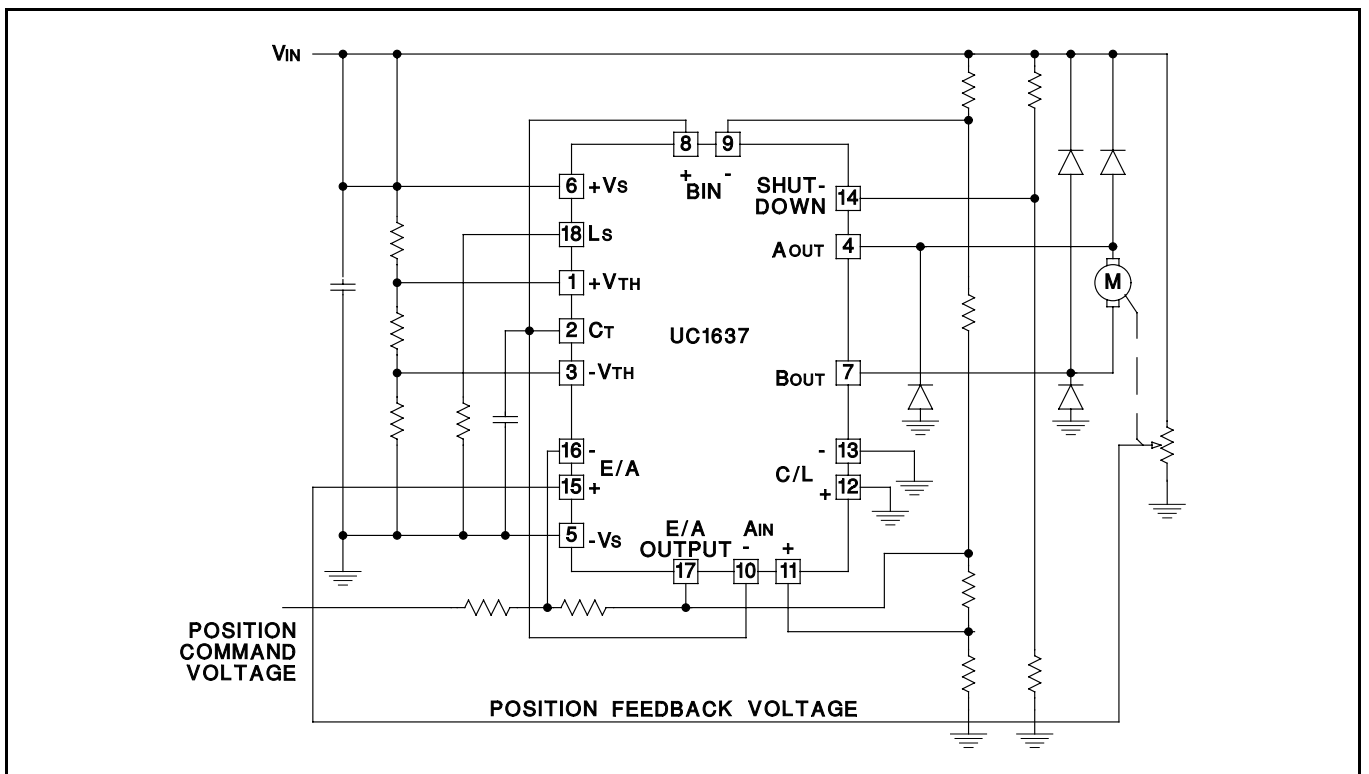 VIN
8
9
+ -
BIN
6 +VS
SHUT-
DOWN
14
18 LS
AOUT 4
1 +VTH
M
2 CT
UC1637
3 -VTH
BOUT 7
16 -
E/A
15 +
- 13
C/L
+ 12
5 -VS
E/A
OUTPUT
AIN
- +
17
10
11
POSITION
COMMAND
VOLTAGE
POSITION FEEDBACK VOLTAGE